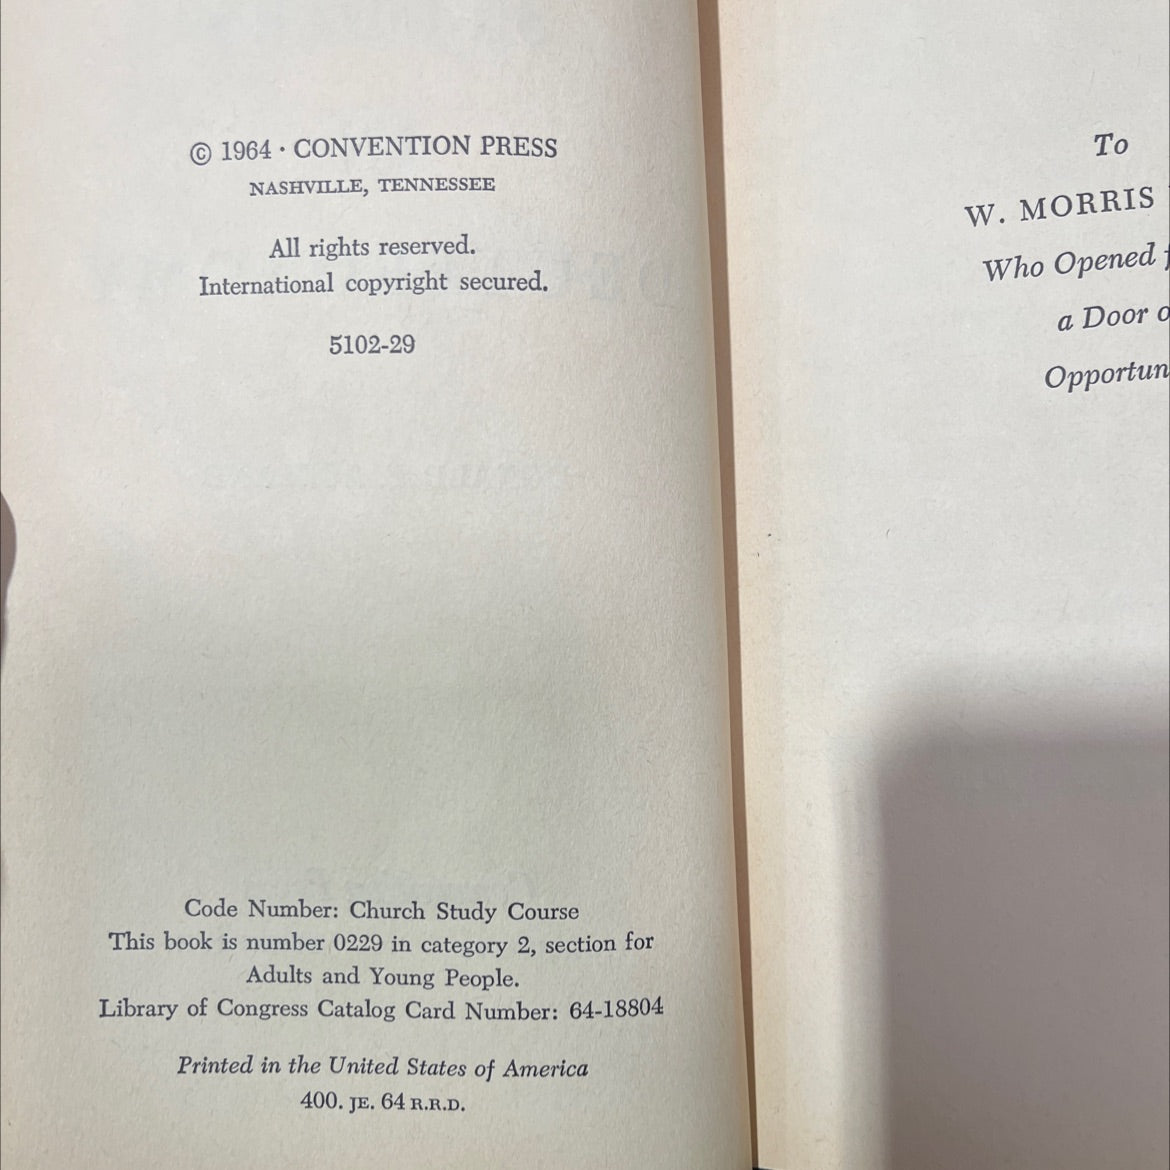 © 1964 · CONVENTION PRESS
NASHVILLE, TENNESSEE
All rights reserved.
International copyright secured.
5102-29
Code Number: Church Study Course
This book is number 0229 in category 2, section for
Adults and Young People.
Library of Congress Catalog Card Number: 64-18804
Printed in the United States of America
400. JE. 64 R.R.D.
To
W. MORRIS
Who Opened
a Door
Opportun